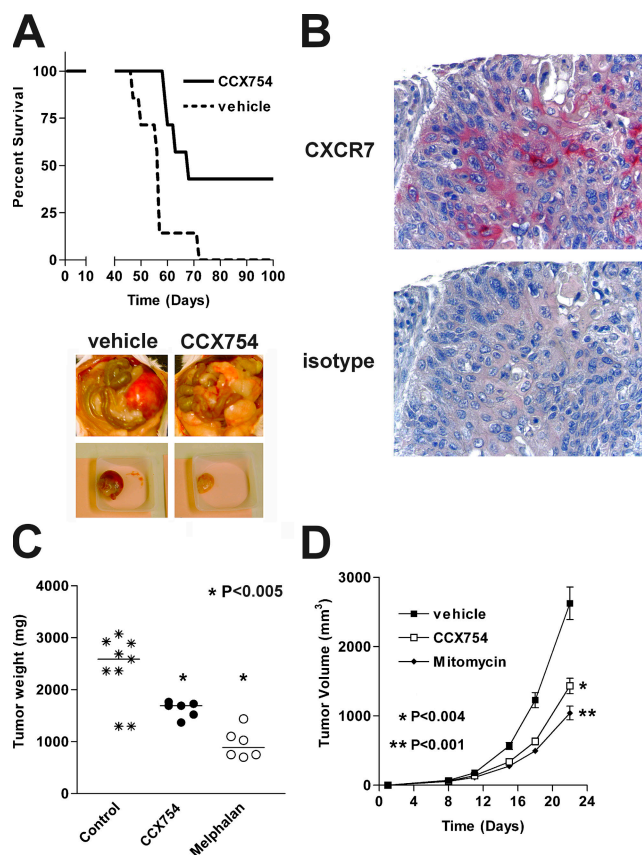 A
Percent Survival
100
75
50
25
0
0 10 40 50 60 70 80 90 100
Time (Days)
CCX754
vehicle
vehicle CCX754
B
CXCR7
isotype
C
Tumor weight (mg)
4000
3000
2000
1000
0
* P<0.005
*
*
Control
CCX754
Melphalan
D
Tumor Volume (mm3)
3000
2000
1000
0
vehicle
CCX754
Mitomycin
*
**
* P<0.004
** P<0.001
0 4 8 12 16 20 24
Time (Days)